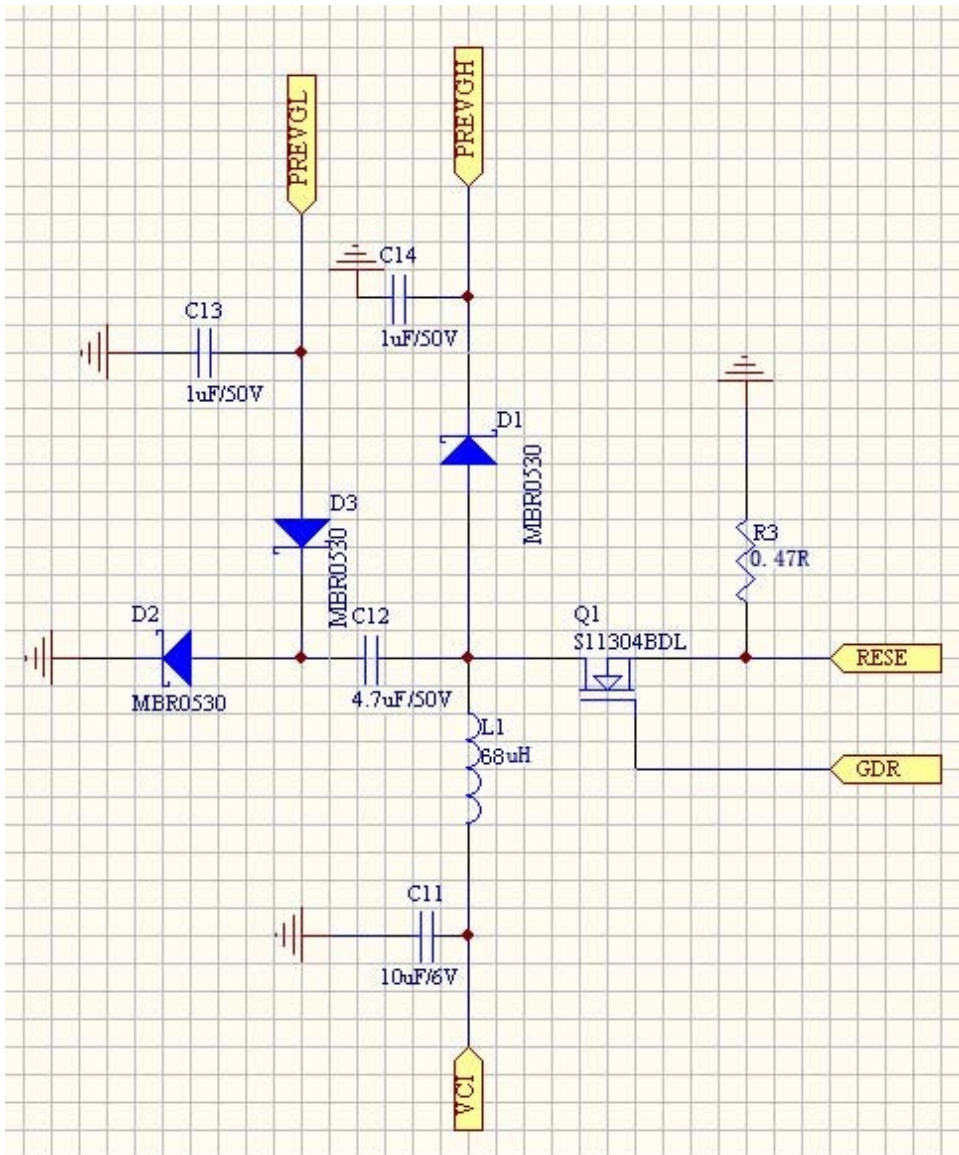 PREVGL
PREVGH
C14
1uF/50V
C13
1uF/50V
D1
MBR0530
D3
MBR0530
R3
0.47R
D2
MBR0530
C12
4.7uF/50V
Q1
S11304BDL
RESE
L1
68uH
GDR
C11
10uF/6V
VCI